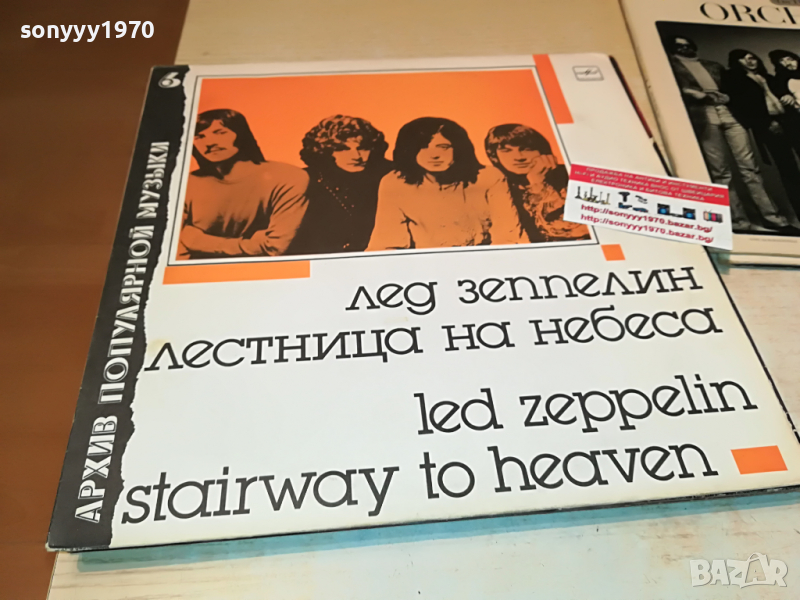 sonyyy1970
ORC
6
АРХИВ ПОПУЛЯРНОЙ МУЗЫКИ
http://sonyyy1970.bazar.bg/
http://sonyyy1970.bazar.bg/
лед зеппелин
лестница на небеса
led zeppelin
stairway to heaven
sonyyy1970
BAZAR